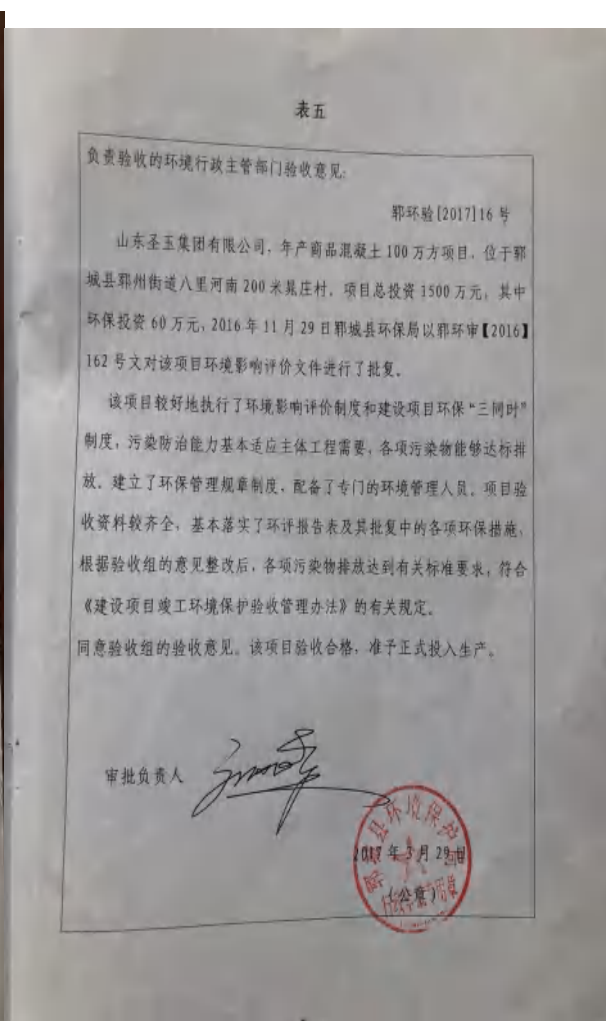 表五
负责验收的环境行政主管部门验收意见:
郓环验[2017]16 号
山东圣玉集团有限公司，年产商品混凝土100万方项目，位于郓
城县郓州街道八里河南200米晁庄村，项目总投资1500万元，其中
环保投资60万元，2016年11月29日郓城县环保局以郓环审【2016】
162号文对该项目环境影响评价文件进行了批复。
该项目较好地执行了环境影响评价制度和建设项目环保“三同时”
制度，污染防治能力基本适应主体工程需要，各项污染物能够达标排
放。建立了环保管理规章制度，配备了专门的环境管理人员。项目验
收资料较齐全，基本落实了环评报告表及其批复中的各项环保措施，
根据验收组的意见整改后，各项污染物排放达到有关标准要求，符合
《建设项目竣工环境保护验收管理办法》的有关规定。
同意验收组的验收意见。该项目验收合格，准予正式投入生产。
审批负责人
郓城县环境保护局
2017年3月29日
（公章）